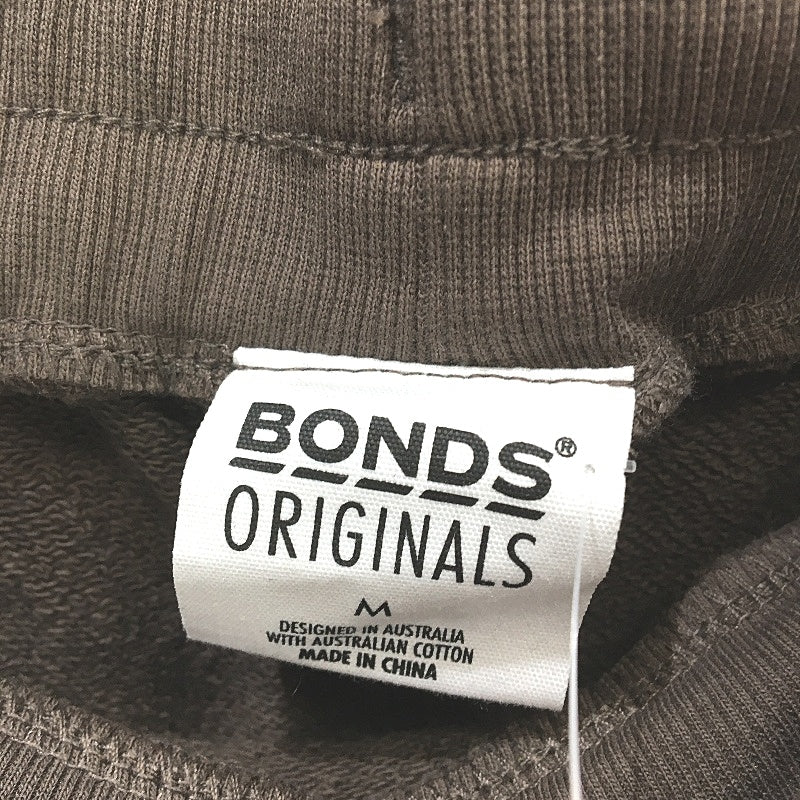 BONDS®
ORIGINALS
M
DESIGNED IN AUSTRALIA
WITH AUSTRALIAN COTTON
MADE IN CHINA